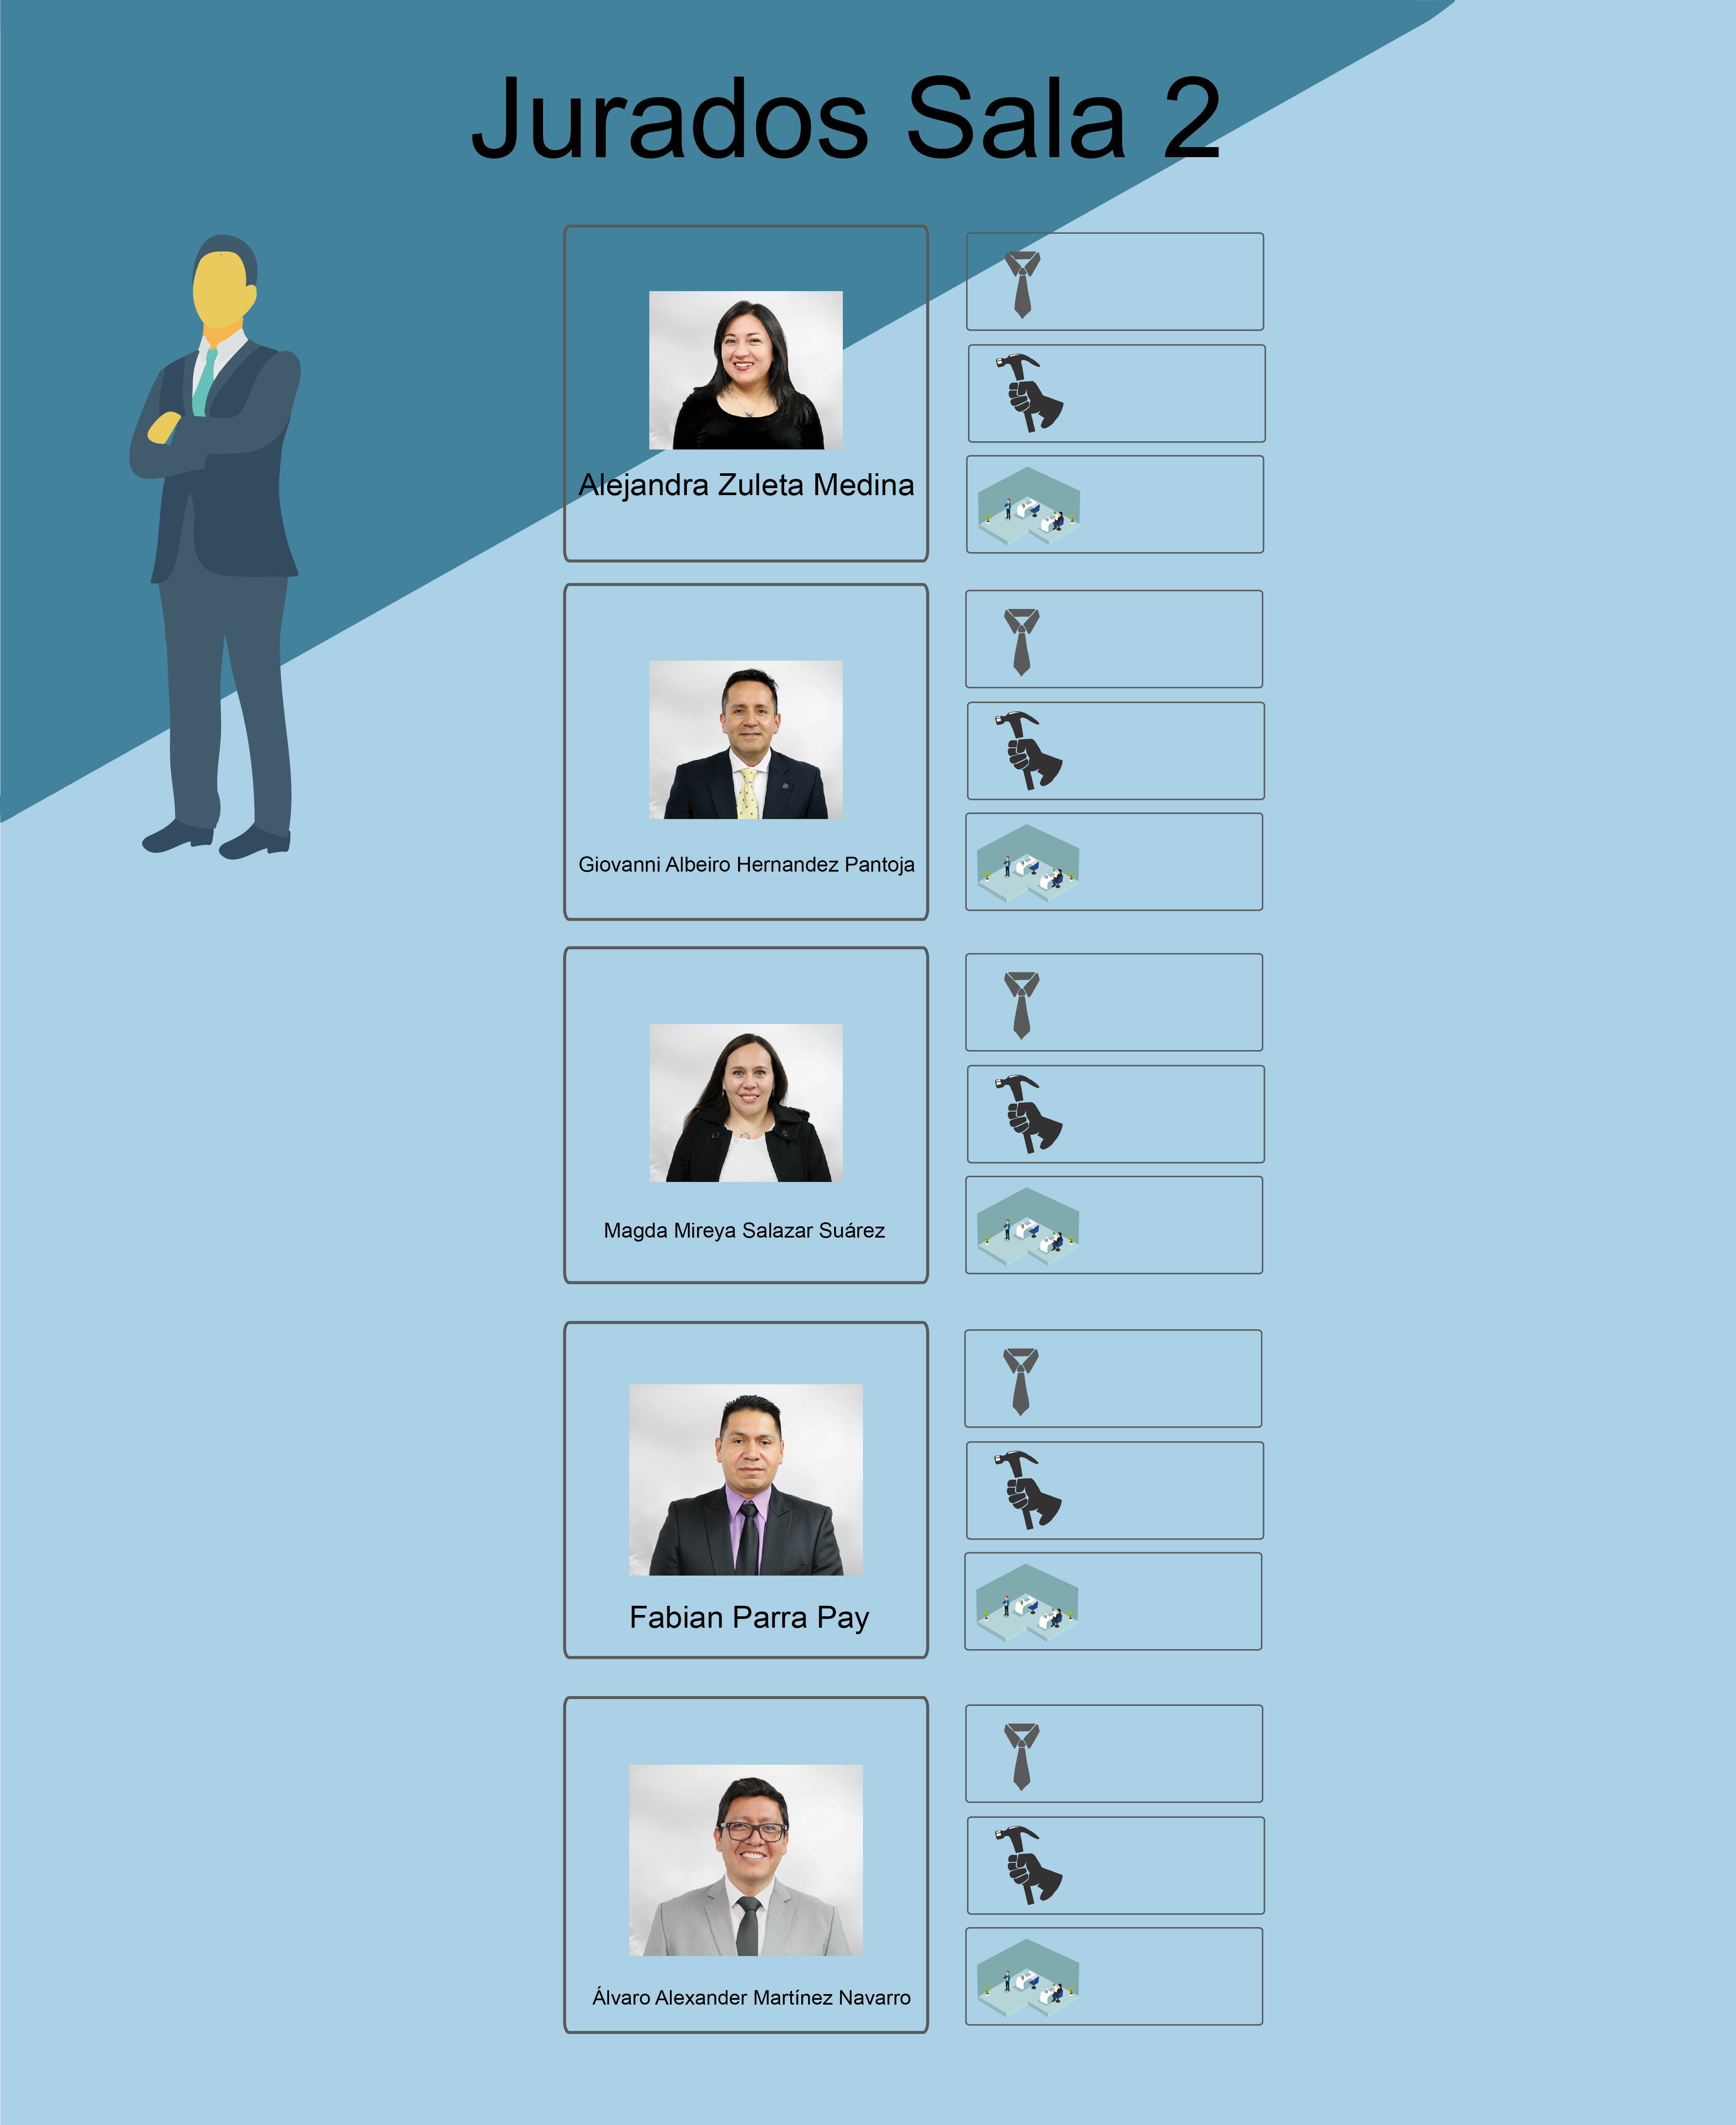 Jurados Sala 2
Alejandra Zuleta Medina
Giovanni Albeiro Hernandez Pantoja
Magda Mireya Salazar Suárez
Fabian Parra Pay
Álvaro Alexander Martínez Navarro